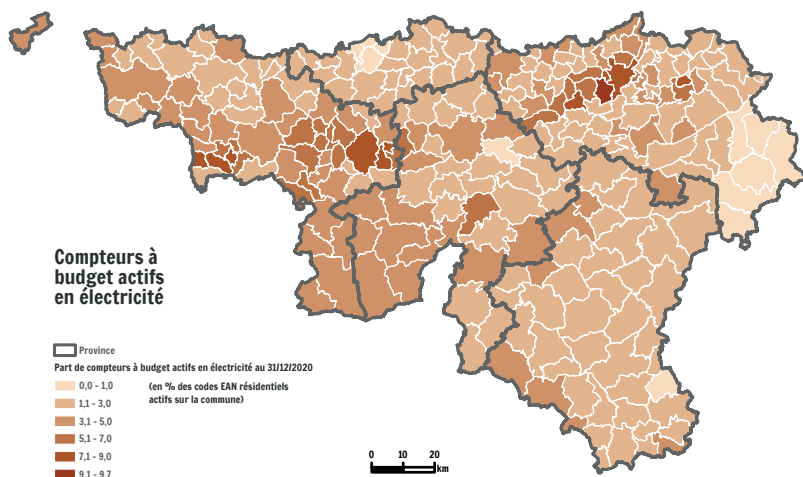 Compteurs à
budget actifs
en électricité
Province
Part de compteurs à budget actifs en électricité au 31/12/2020
0,0 - 1,0
(en % des codes EAN résidentiels
actifs sur la commune)
1,1 - 3,0
3,1 - 5,0
5,1 - 7,0
7,1 - 9,0
9,1 - 9,7
0 10 20
km